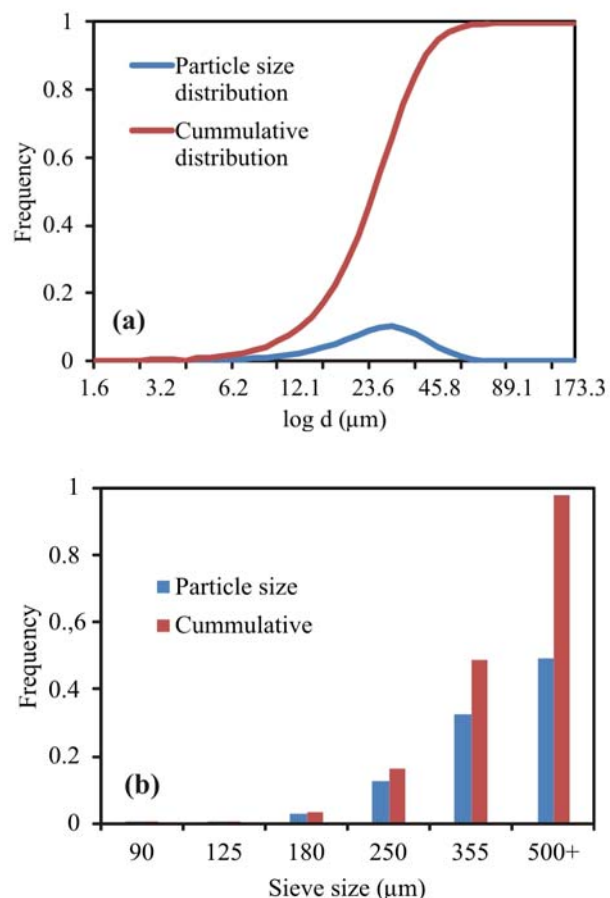 1
Particle size
distribution
0.8
Cummulative
distribution
0.6
Frequency
0.4
0.2
(a)
0
1.6 3.2 6.2 12.1 23.6 45.8 89.1 173.3
log d (µm)
1
0.8
Particle size
0..6
Cummulative
Frequency
0.4
0.2
(b)
0
90 125 180 250 355 500+
Sieve size (µm)